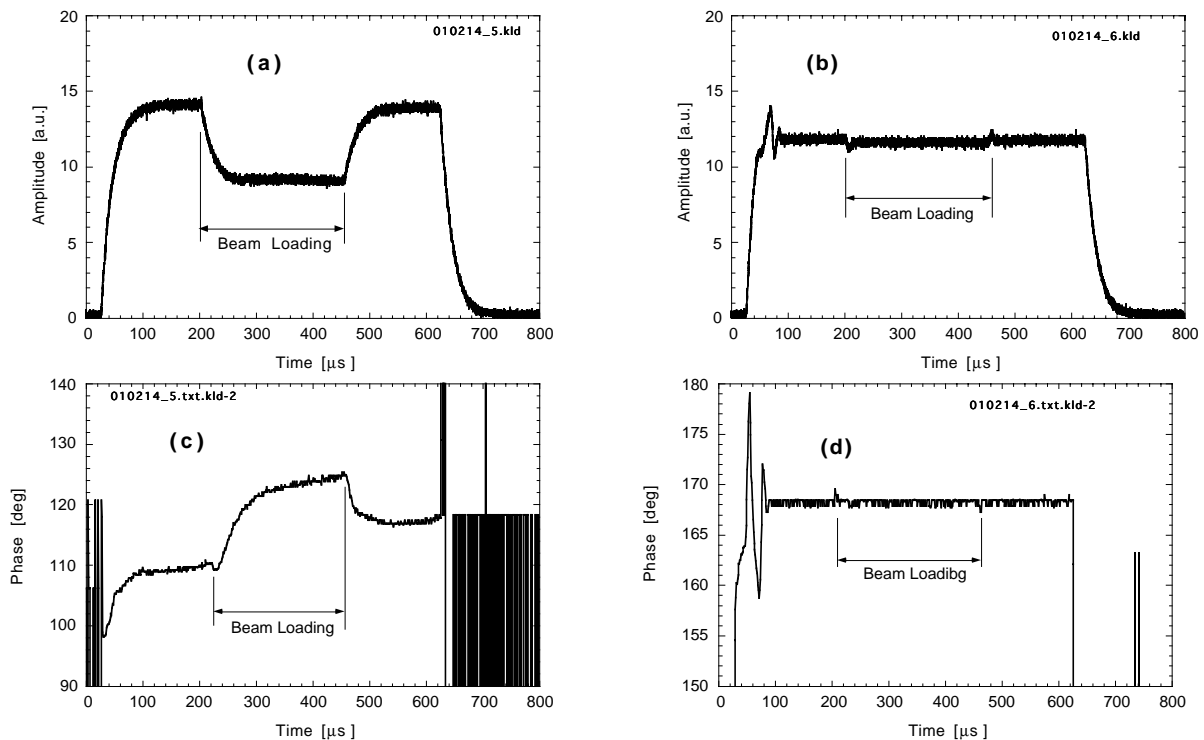 010214_5.kld
(a)
Amplitude [a.u.]
20
15
10
5
0
Beam Loading
0 100 200 300 400 500 600 700 800
Time [μs]
010214_6.kld
(b)
Amplitude [a.u.]
20
15
10
5
0
Beam Loading
0 100 200 300 400 500 600 700 800
Time [μs]
010214_5.txt.kld-2
(c)
Phase [deg]
140
130
120
110
100
90
Beam Loading
0 100 200 300 400 500 600 700 800
Time [μs]
010214_6.txt.kld-2
(d)
Phase [deg]
180
175
170
165
160
155
150
Beam Loadibg
0 100 200 300 400 500 600 700 800
Time [μs]